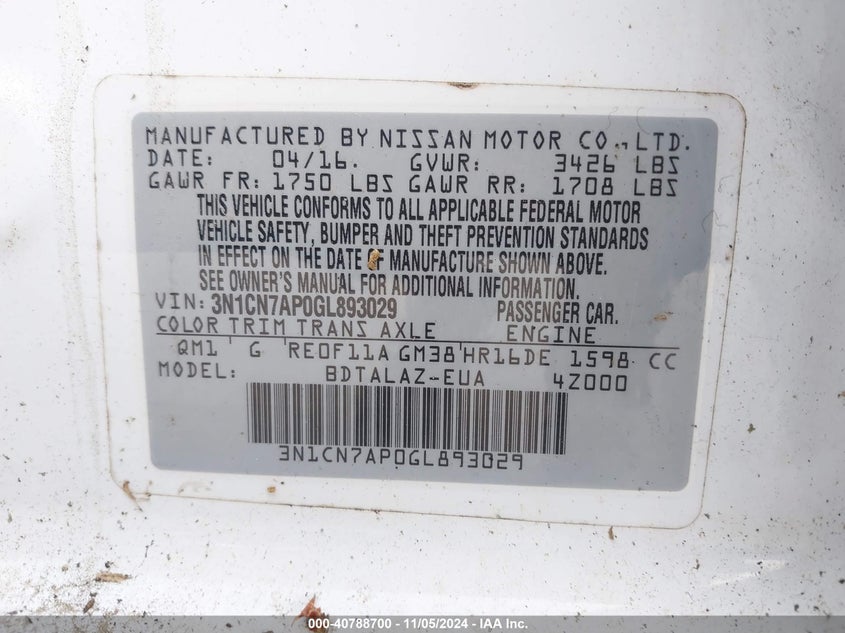 MANUFACTURED BY NISSAN MOTOR CO., LTD.
DATE: 04/16. GVWR: 3426 LBS
GAWR FR: 1750 LBS GAWR RR: 1708 LBS
THIS VEHICLE CONFORMS TO ALL APPLICABLE FEDERAL MOTOR
VEHICLE SAFETY, BUMPER AND THEFT PREVENTION STANDARDS
IN EFFECT ON THE DATE OF MANUFACTURE SHOWN ABOVE.
SEE OWNER'S MANUAL FOR ADDITIONAL INFORMATION.
VIN: 3N1CN7AP0GL893029 PASSENGER CAR.
COLOR TRIM TRANS AXLE ENGINE
QM1 G RE0F11A GM38 HR16DE 1598 CC
MODEL: BDTALAZ-EUA 4Z000
3N1CN7AP0GL893029
000-40788700 - 11/05/2024 - IAA Inc.